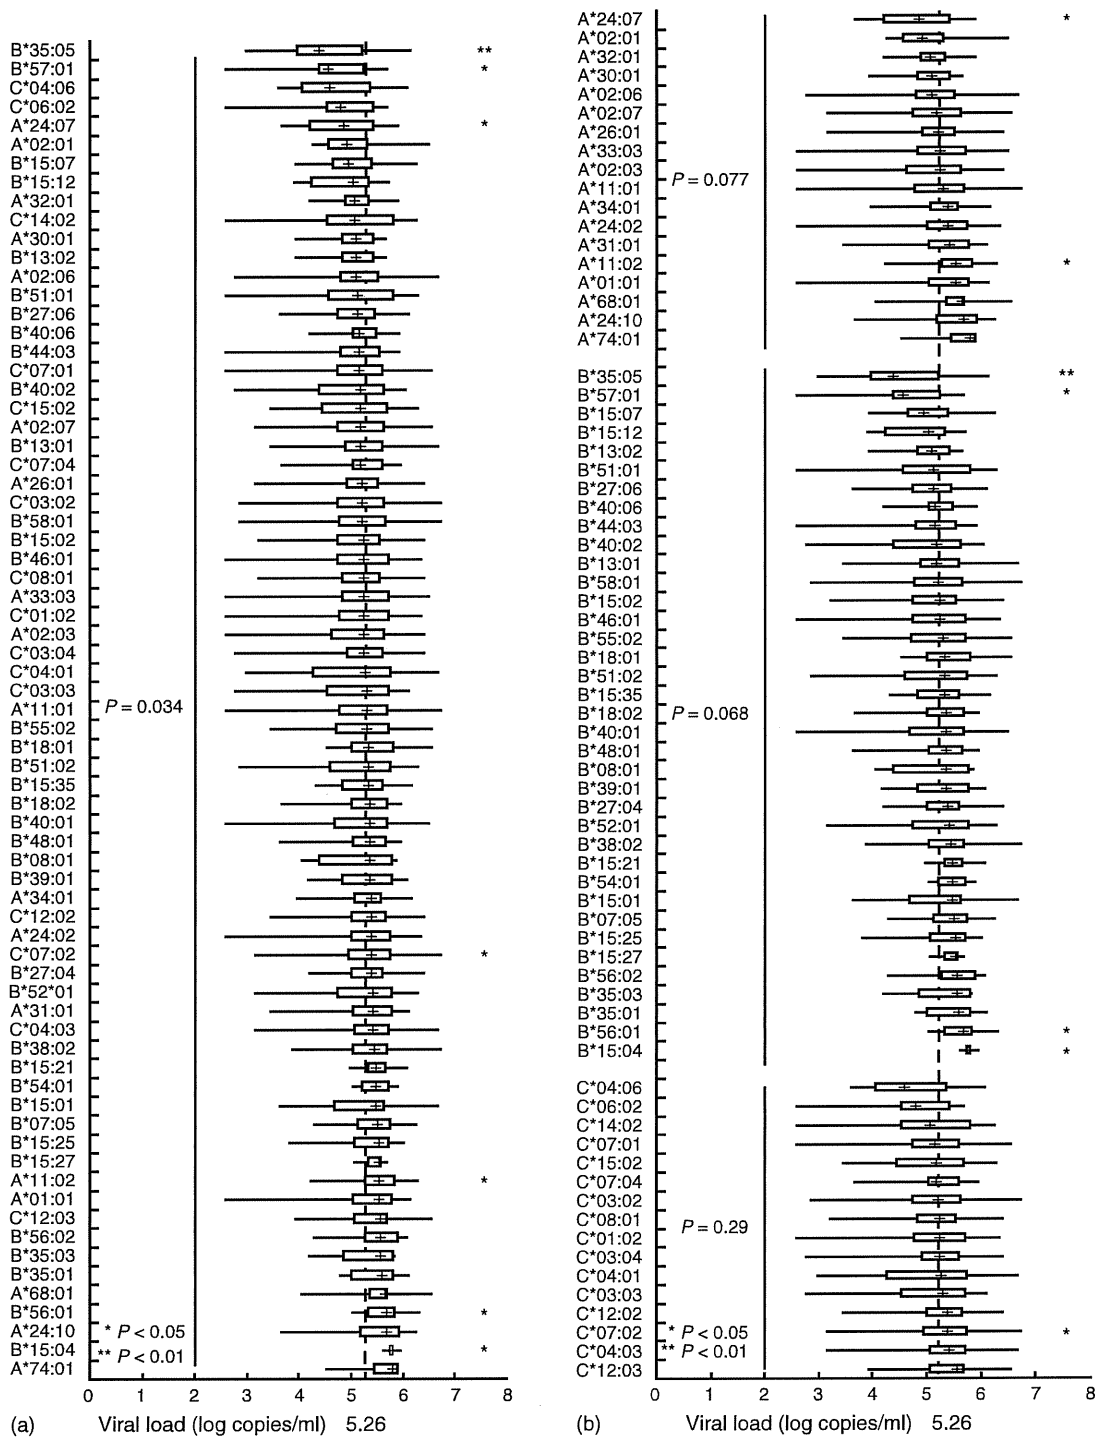 B*35:05 **
B*57:01 *
C*04:06
C*06:02
A*24:07 *
A*02:01
B*15:07
B*15:12
A*32:01
C*14:02
A*30:01
B*13:02
A*02:06
B*51:01
B*27:06
B*40:06
B*44:03
C*07:01
B*40:02
C*15:02
A*02:07
B*13:01
C*07:04
A*26:01
C*03:02
B*58:01
B*15:02
B*46:01
C*08:01
A*33:03
C*01:02
A*02:03
C*03:04
C*04:01
C*03:03
A*11:01
P = 0.034
B*55:02
B*18:01
B*51:02
B*15:35
B*18:02
B*40:01
B*48:01
B*08:01
B*39:01
A*34:01
C*12:02
A*24:02
C*07:02 *
B*27:04
B*52*01
A*31:01
C*04:03
B*38:02
B*15:21
B*54:01
B*15:01
B*07:05
B*15:25
B*15:27
A*11:02 *
A*01:01
C*12:03
B*56:02
B*35:03
B*35:01
A*68:01
B*56:01 *
A*24:10 * P < 0.05
B*15:04 ** P < 0.01 *
A*74:01
0 1 2 3 4 5 6 7 8
(a) Viral load (log copies/ml) 5.26
A*24:07 *
A*02:01
A*32:01
A*30:01
A*02:06
A*02:07
A*26:01
A*33:03
A*02:03
P = 0.077
A*11:01
A*34:01
A*24:02
A*31:01
A*11:02 *
A*01:01
A*68:01
A*24:10
A*74:01
B*35:05 **
B*57:01 *
B*15:07
B*15:12
B*13:02
B*51:01
B*27:06
B*40:06
B*44:03
B*40:02
B*13:01
B*58:01
B*15:02
B*46:01
B*55:02
B*18:01
B*51:02
B*15:35
B*18:02 P = 0.068
B*40:01
B*48:01
B*08:01
B*39:01
B*27:04
B*52:01
B*38:02
B*15:21
B*54:01
B*15:01
B*07:05
B*15:25
B*15:27
B*56:02
B*35:03
B*35:01
B*56:01 *
B*15:04 *
C*04:06
C*06:02
C*14:02
C*07:01
C*15:02
C*07:04
C*03:02
C*08:01
P = 0.29
C*01:02
C*03:04
C*04:01
C*03:03
C*12:02
C*07:02 * P < 0.05 *
C*04:03 ** P < 0.01
C*12:03
0 1 2 3 4 5 6 7 8
(b) Viral load (log copies/ml) 5.26